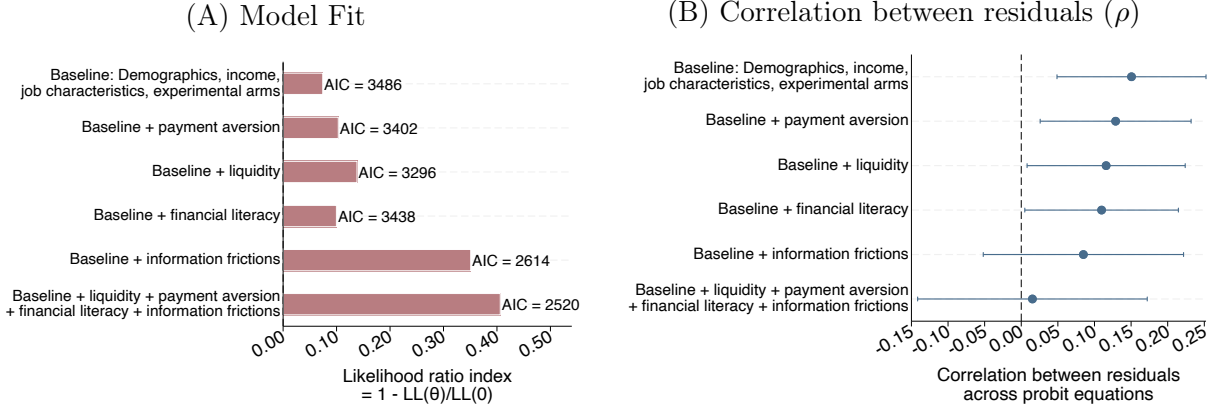 (A) Model Fit
Baseline: Demographics, income,
job characteristics, experimental arms
AIC = 3486
Baseline + payment aversion
AIC = 3402
Baseline + liquidity
AIC = 3296
Baseline + financial literacy
AIC = 3438
Baseline + information frictions
AIC = 2614
Baseline + liquidity + payment aversion
+ financial literacy + information frictions
AIC = 2520
0.00 0.10 0.20 0.30 0.40 0.50
Likelihood ratio index
= 1 - LL(θ)/LL(0)
(B) Correlation between residuals (ρ)
Baseline: Demographics, income,
job characteristics, experimental arms
Baseline + payment aversion
Baseline + liquidity
Baseline + financial literacy
Baseline + information frictions
Baseline + liquidity + payment aversion
+ financial literacy + information frictions
-0.15 -0.10 -0.05 0.00 0.05 0.10 0.15 0.20 0.25
Correlation between residuals
across probit equations